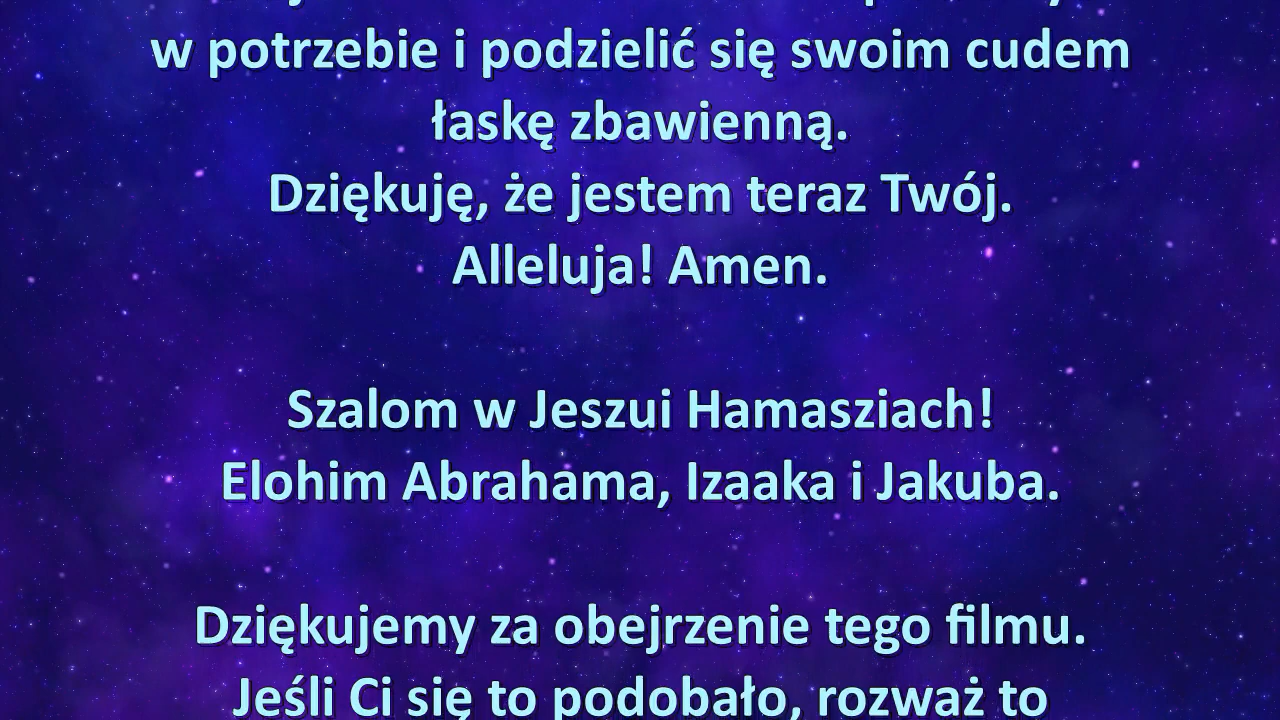 w potrzebie i podzielić się swoim cudem
łaskę zbawienną.
Dziękuję, że jestem teraz Twój.
Alleluja! Amen.
Szalom w Jeszui Hamasziach!
Elohim Abrahama, Izaaka i Jakuba.
Dziękujemy za obejrzenie tego filmu.
Jeśli Ci się to podobało, rozważ to